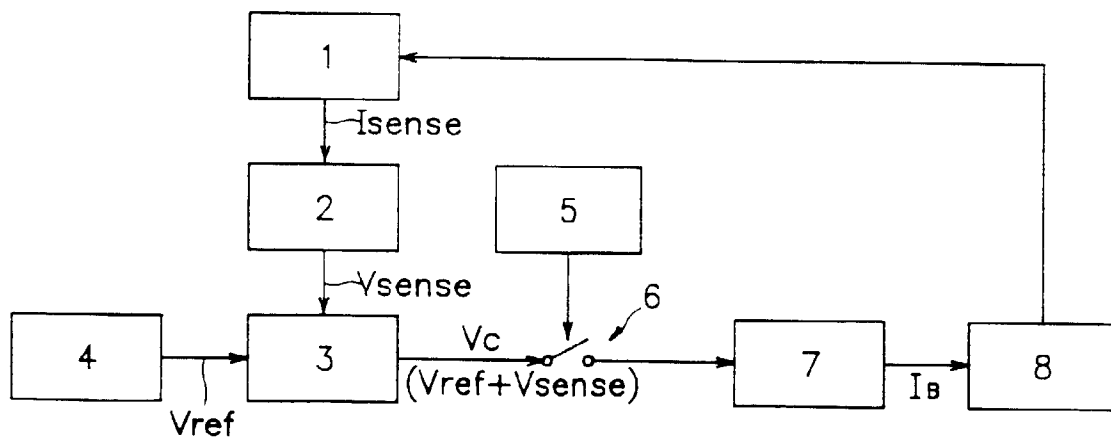 1
Isense
2
5
Vsense
6
4
Vref
3
Vc
(Vref+Vsense)
7
IB
8